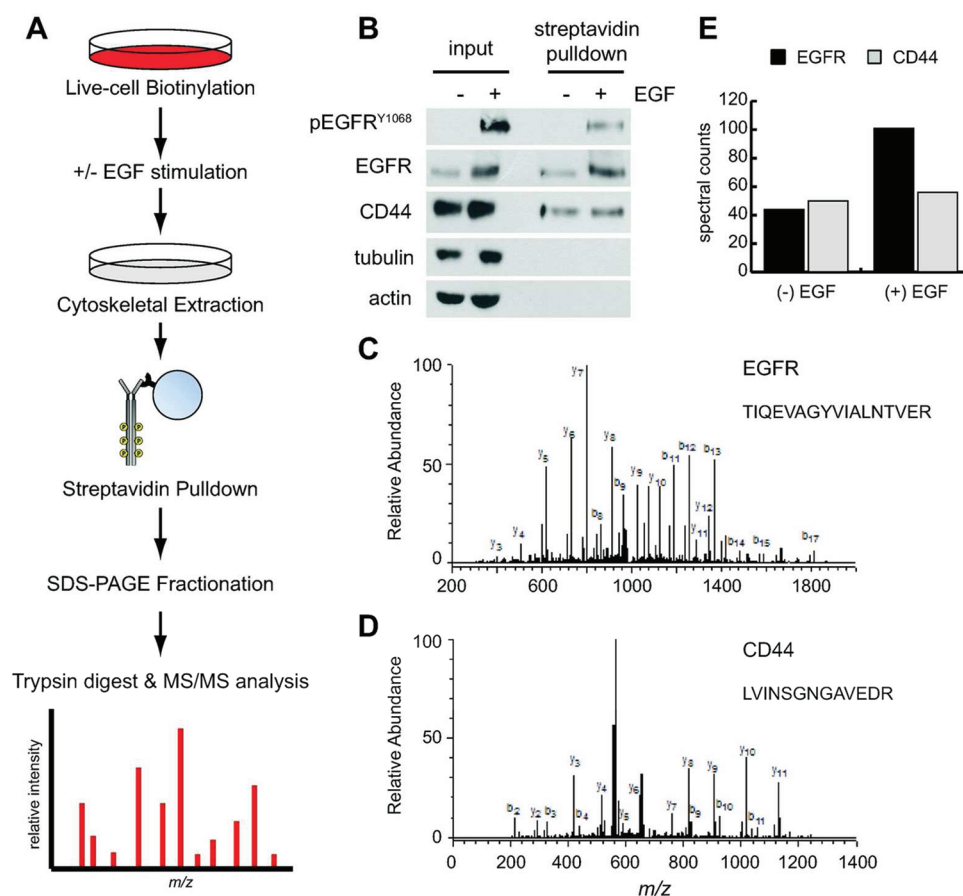 A
Live-cell Biotinylation
+/- EGF stimulation
Cytoskeletal Extraction
P P
P P
P P
Streptavidin Pulldown
SDS-PAGE Fractionation
Trypsin digest & MS/MS analysis
relative intensity
m/z
B
input
streptavidin
pulldown
- + - + EGF
pEGFR^Y1068
EGFR
CD44
tubulin
actin
E
EGFR CD44
spectral counts
120
100
80
60
40
20
0
(-) EGF (+) EGF
C
EGFR
TIQEVAGYVIALNTVER
Relative Abundance
100
50
0
y3 y4 y5 y6 y7 b8 y8 b9 y9 y10 b11 b12 y11 y12 b13 b14 b15 b17
200 600 1000 1400 1800
D
CD44
LVINSGNGAVEDR
Relative Abundance
100
50
0
b2 y2 b3 y3 b4 y4 y5 y6 y7 y8 b9 y9 b10 y10 b11 y11
0 200 400 600 800 1000 1200 1400
m/z